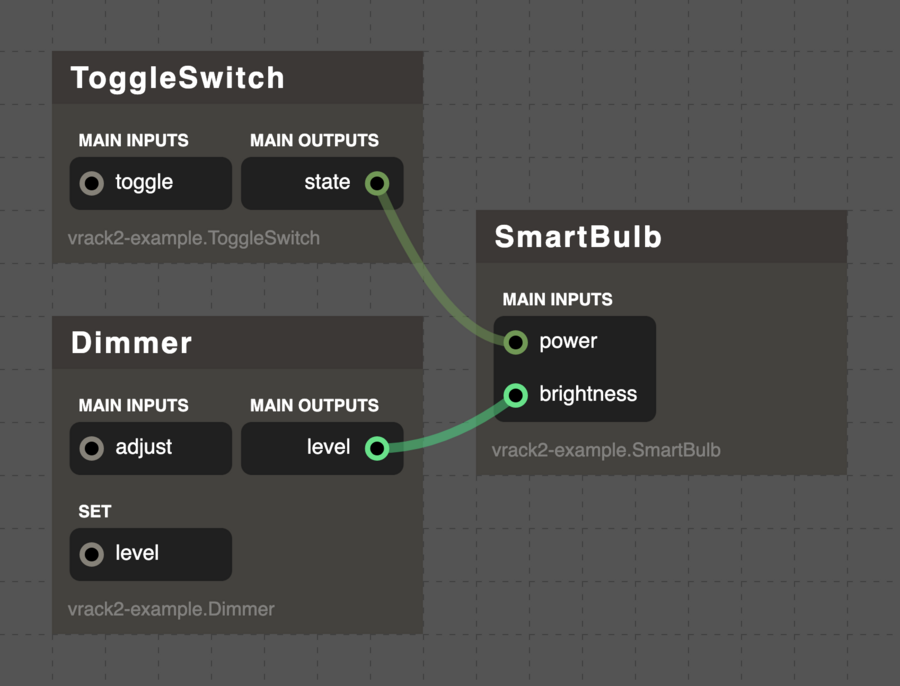 ToggleSwitch
MAIN INPUTS
MAIN OUTPUTS
toggle
state
vrack2-example.ToggleSwitch
Dimmer
MAIN INPUTS
MAIN OUTPUTS
adjust
level
SET
level
vrack2-example.Dimmer
SmartBulb
MAIN INPUTS
power
brightness
vrack2-example.SmartBulb